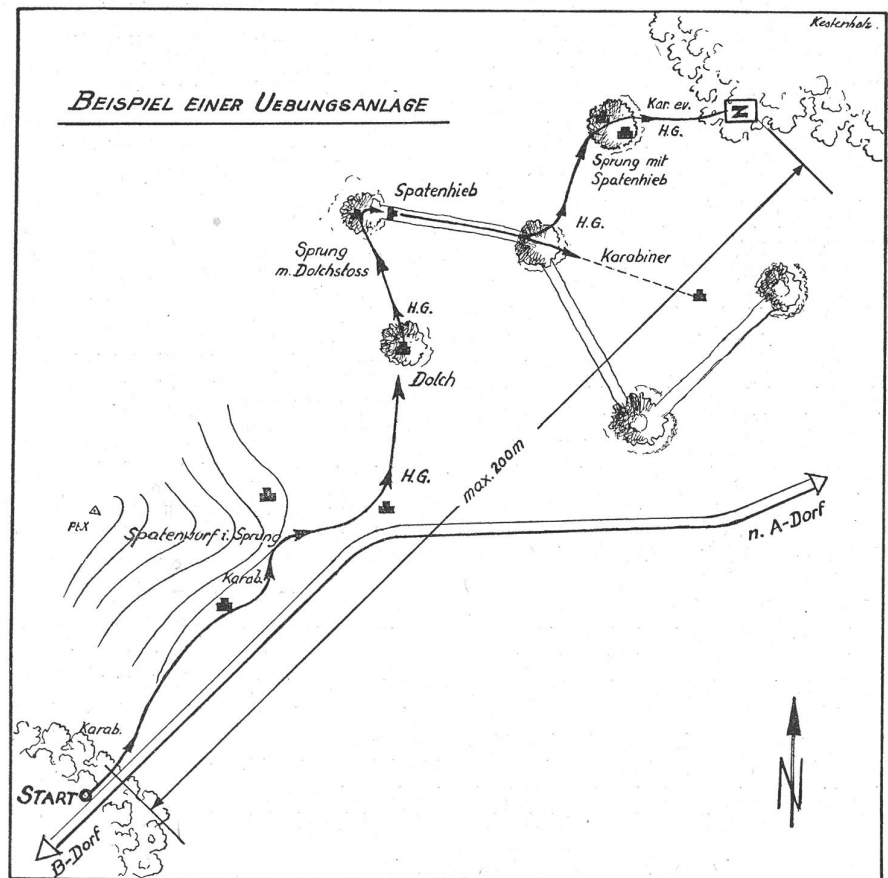 Kestenholz.
BEISPIEL EINER UEBUNGSANLAGE
Kar. ev.
H.G.
Z
Sprung mit
Spatenhieb
Spatenhieb
H.G.
Sprung
m. Dolchstoss
Karabiner
H.G.
Dolch
max. 200m
H.G.
Pt.X
Spatenwurf i. Sprung
n. A-Dorf
Karab.
Karab.
START
B-Dorf
N